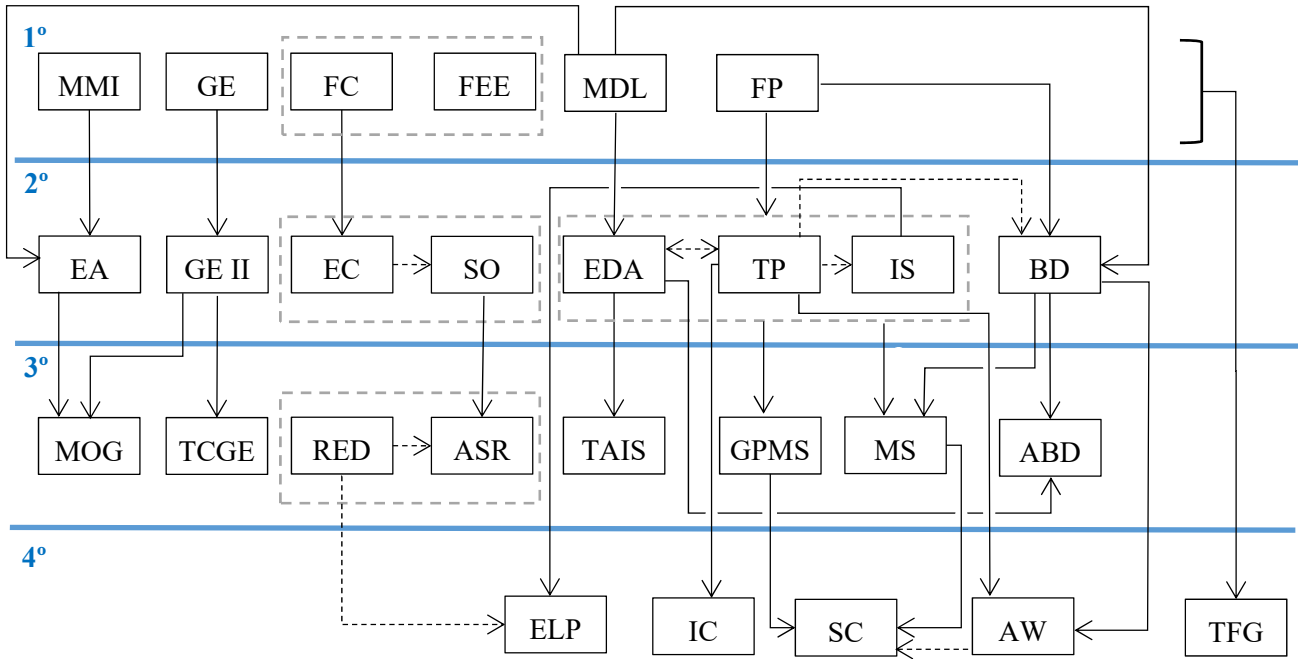 1º
MMI
GE
FC
FEE
MDL
FP
2º
EA
GE II
EC
SO
EDA
TP
IS
BD
3º
MOG
TCGE
RED
ASR
TAIS
GPMS
MS
ABD
4º
ELP
IC
SC
AW
TFG